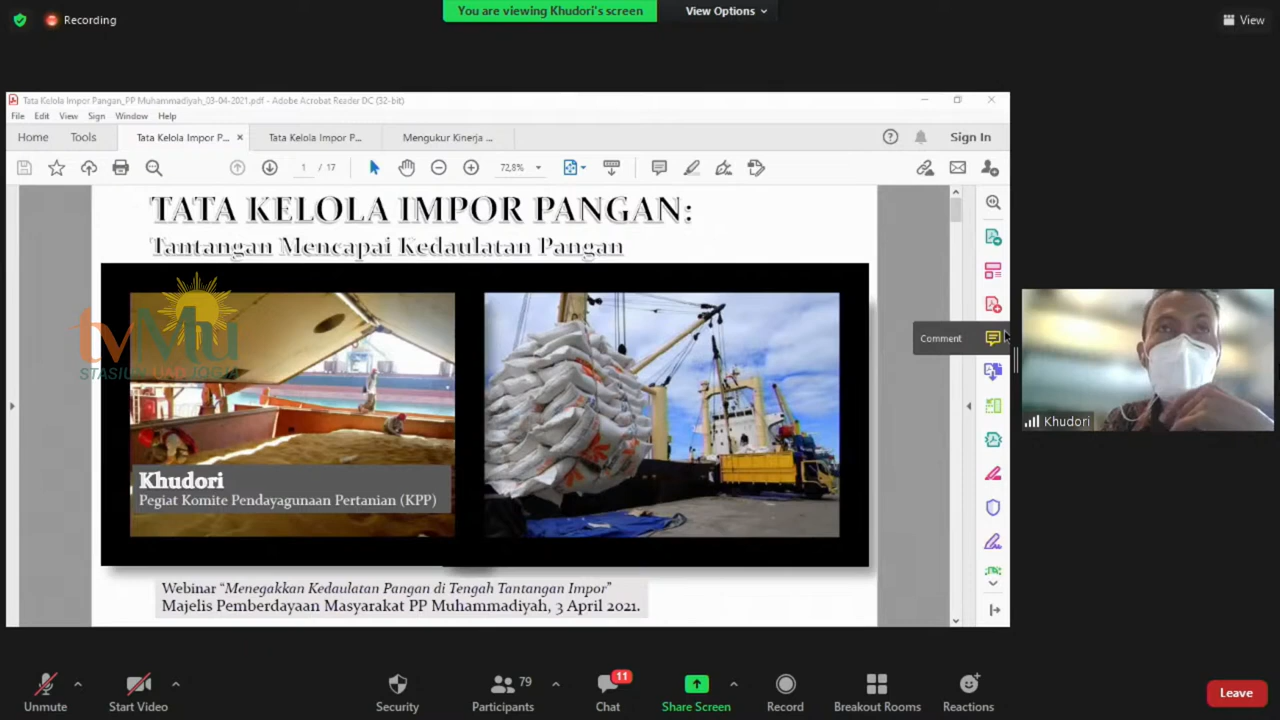 Recording
You are viewing Khudori's screen
View Options
View
Tata Kelola Impor Pangan_PP Muhammadiyah_03-04-2021.pdf - Adobe Acrobat Reader DC (32-bit)
File Edit View Sign Window Help
Home Tools Tata Kelola Impor P... Tata Kelola Impor P... Mengukur Kinerja ... Sign In
1 / 17 72,8%
TATA KELOLA IMPOR PANGAN:
Tantangan Mencapai Kedaulatan Pangan
tvMu
STASIUN UMY JOGJA
Comment
Khudori
Pegiat Komite Pendayagunaan Pertanian (KPP)
Khudori
Webinar "Menegakkan Kedaulatan Pangan di Tengah Tantangan Impor"
Majelis Pemberdayaan Masyarakat PP Muhammadiyah, 3 April 2021.
79
11
Unmute Start Video Security Participants Chat Share Screen Record Breakout Rooms Reactions Leave